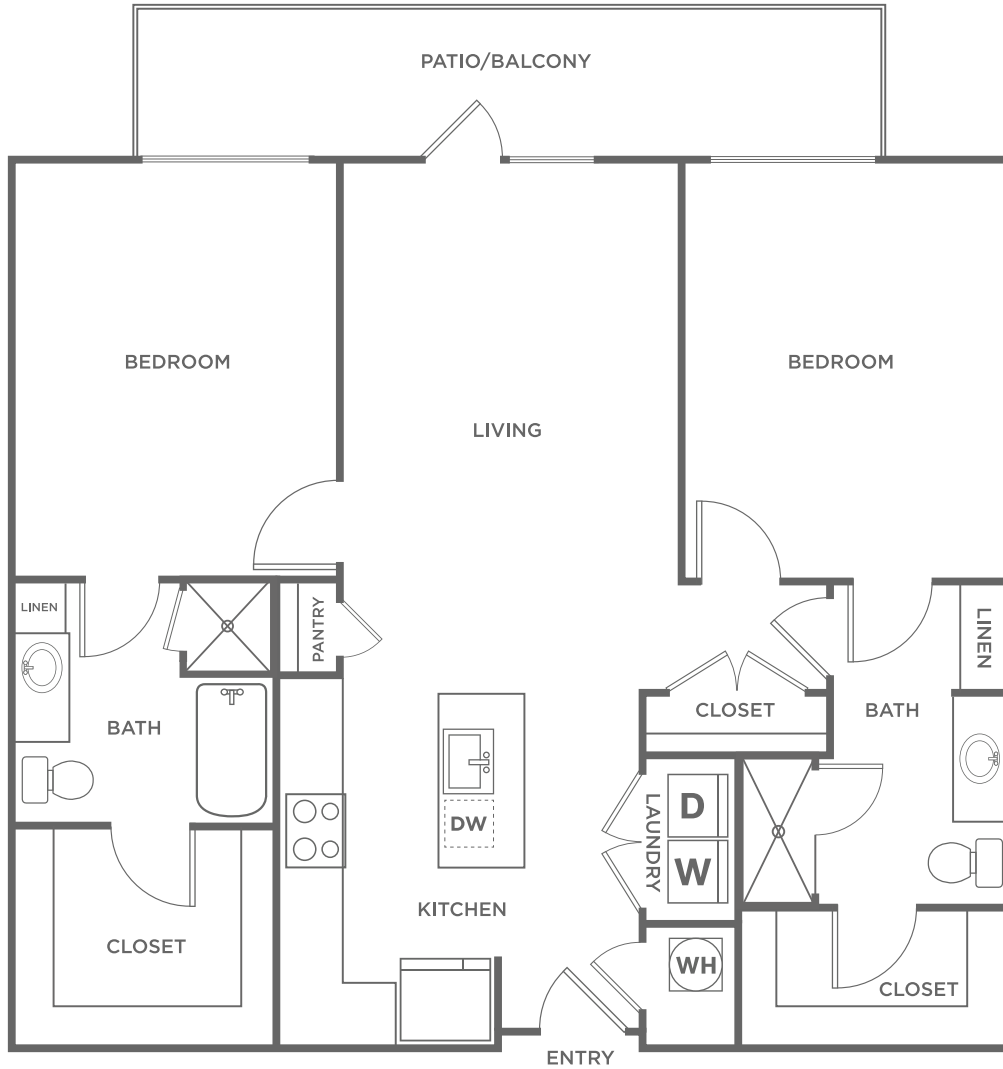 PATIO/BALCONY
BEDROOM
BEDROOM
LIVING
LINEN
PANTRY
LINEN
CLOSET
BATH
BATH
D
W
LAUNDRY
DW
KITCHEN
CLOSET
WH
CLOSET
ENTRY